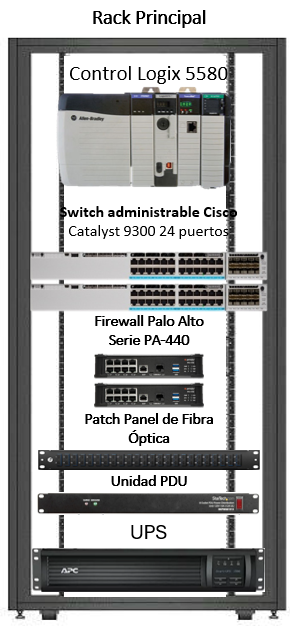 Rack Principal
Control Logix 5580
Allen-Bradley
Switch administrable Cisco
Catalyst 9300 24 puertos
Firewall Palo Alto
Serie PA-440
Patch Panel de Fibra
Óptica
Unidad PDU
StarTech
UPS
APC